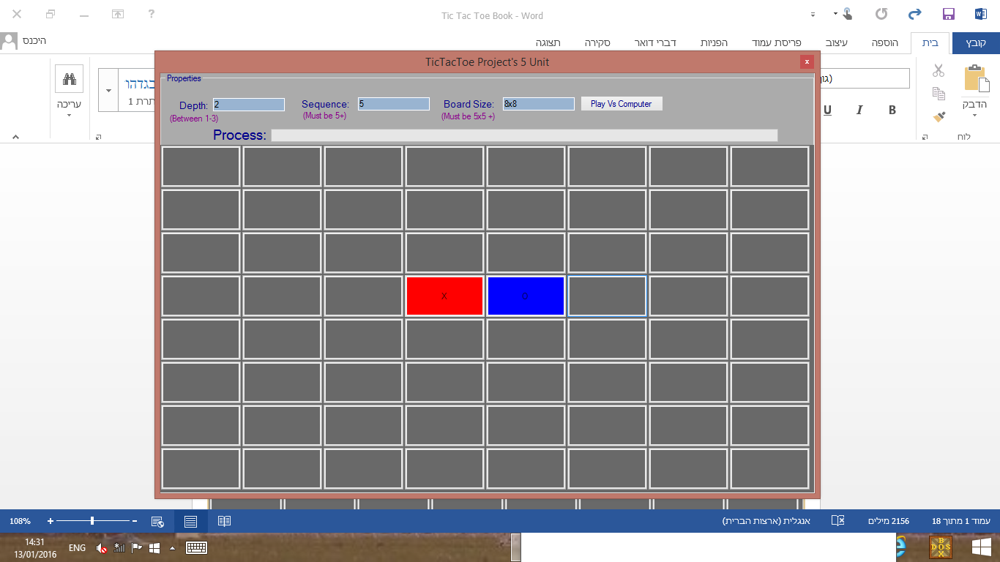 Tic Tac Toe Book - Word
?
היכנס
קובץ
בית
הוספה
עיצוב
פריסת עמוד
הפניות
דברי דואר
סקירה
תצוגה
TicTacToe Project's 5 Unit
x
Properties
Depth: 2
(Between 1-3)
Sequence: 5
(Must be 5+)
Board Size: 8x8
(Must be 5x5 +)
Play Vs Computer
Process:
X O
עריכה
הדבק
לוח
U I B
108%
אנגלית (ארצות הברית)
2156 מילים
עמוד 1 מתוך 18
14:31
13/01/2016
ENG
DOS
BOX